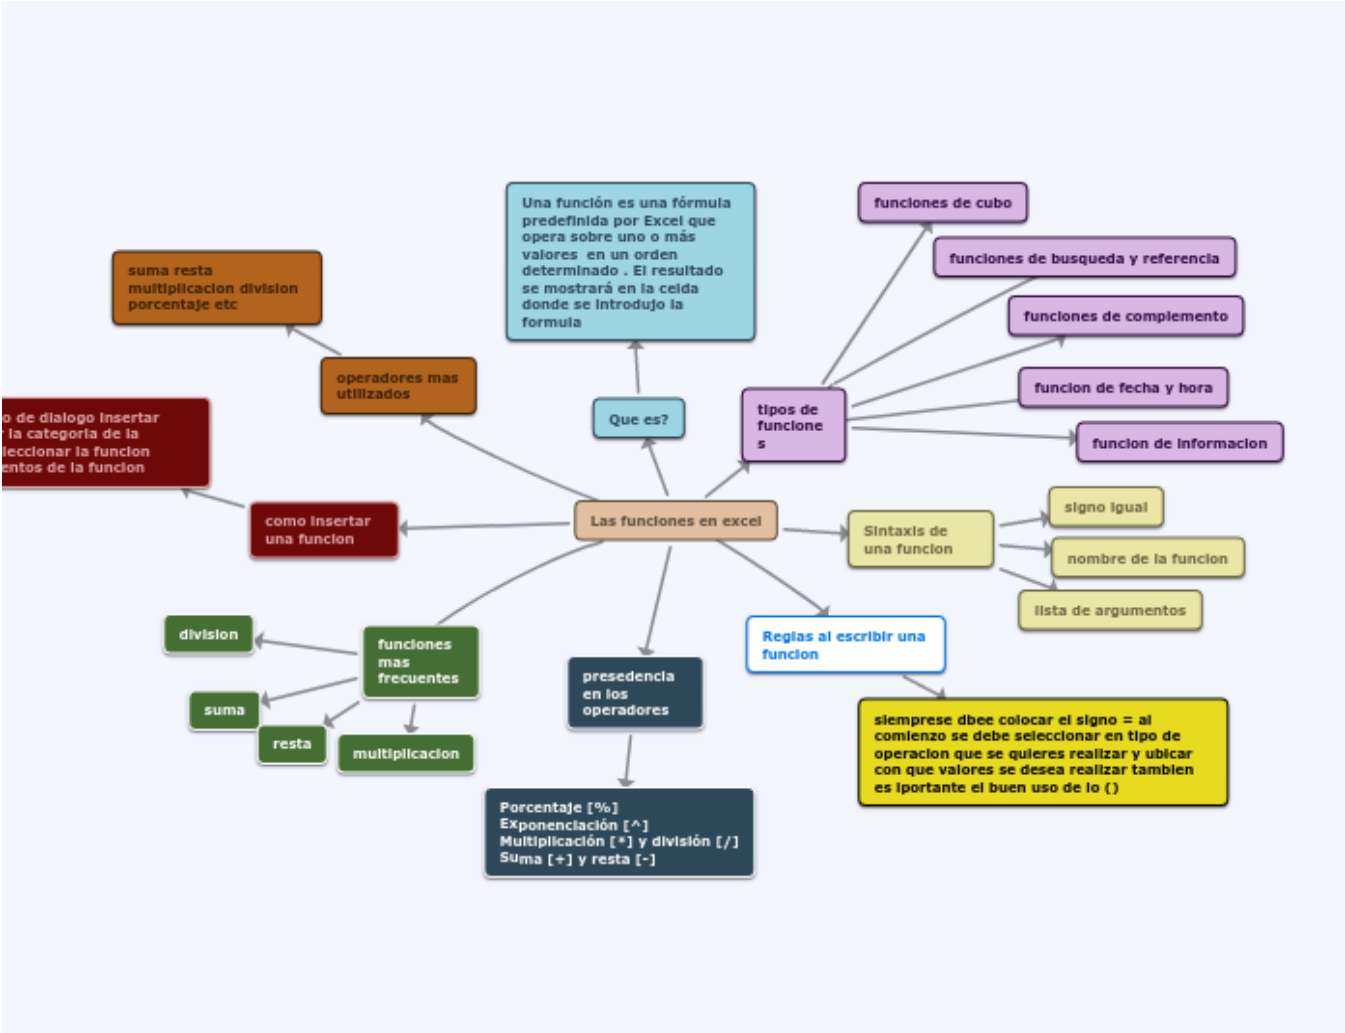 Una función es una fórmula
predefinida por Excel que
opera sobre uno o más
valores en un orden
determinado . El resultado
se mostrará en la celda
donde se introdujo la
formula
funciones de cubo
funciones de busqueda y referencia
funciones de complemento
funcion de fecha y hora
funcion de informacion
tipos de
funcione
s
Que es?
suma resta
multiplicacion division
porcentaje etc
operadores mas
utilizados
o de dialogo insertar
r la categoria de la
leccionar la funcion
entos de la funcion
como insertar
una funcion
Las funciones en excel
Sintaxis de
una funcion
signo igual
nombre de la funcion
lista de argumentos
Reglas al escribir una
funcion
siemprese dbee colocar el signo = al
comienzo se debe seleccionar en tipo de
operacion que se quieres realizar y ubicar
con que valores se desea realizar tambien
es iportante el buen uso de lo ()
division
suma
resta
multiplicacion
funciones
mas
frecuentes
presedencia
en los
operadores
Porcentaje [%]
Exponenciación [^]
Multiplicación [*] y división [/]
Suma [+] y resta [-]